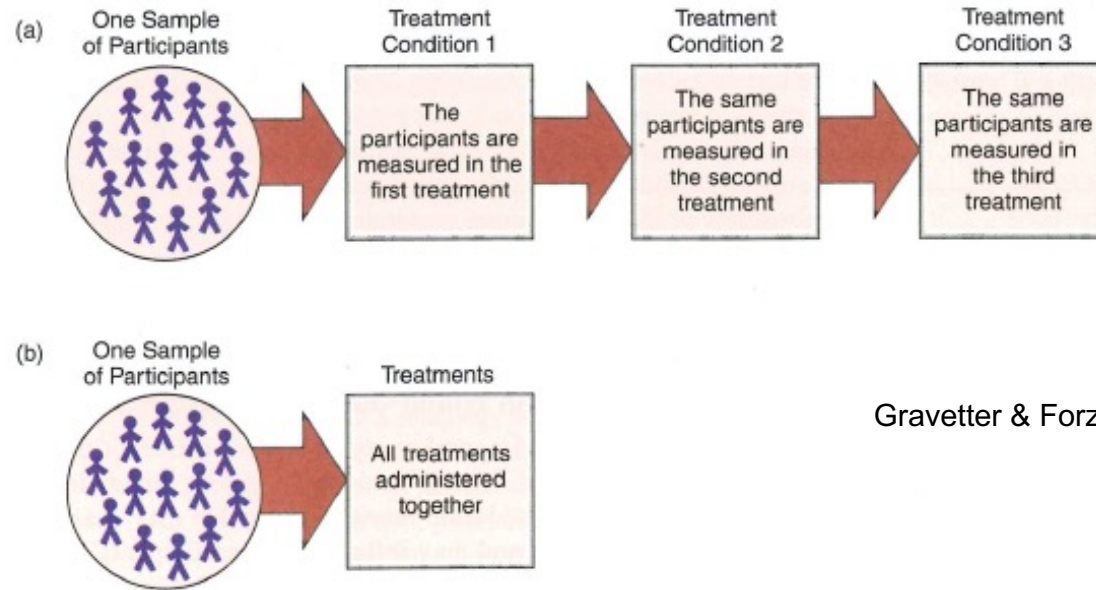 (a)
One Sample
of Participants
Treatment
Condition 1
Treatment
Condition 2
Treatment
Condition 3
The
participants are
measured in the
first treatment
The same
participants are
measured in
the second
treatment
The same
participants are
measured in
the third
treatment
(b)
One Sample
of Participants
Treatments
All treatments
administered
together
Gravetter & Forz